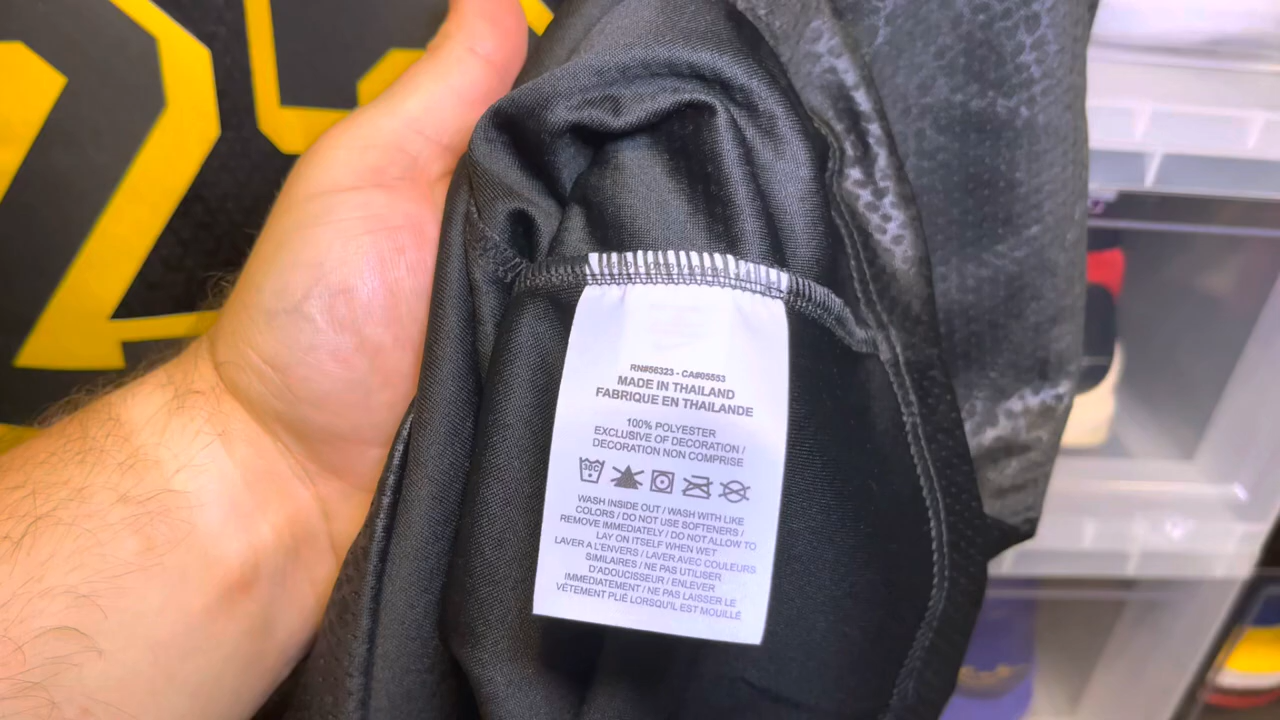 RN#56323 - CA#05553
MADE IN THAILAND
FABRIQUE EN THAILANDE
100% POLYESTER
EXCLUSIVE OF DECORATION /
DECORATION NON COMPRISE
30C
WASH INSIDE OUT / WASH WITH LIKE
COLORS / DO NOT USE SOFTENERS /
REMOVE IMMEDIATELY / DO NOT ALLOW TO
LAY ON ITSELF WHEN WET
LAVER A L'ENVERS / LAVER AVEC COULEURS
SIMILAIRES / NE PAS UTILISER
D'ADOUCISSEUR / ENLEVER
IMMEDIATEMENT / NE PAS LAISSER LE
VÊTEMENT PLIÉ LORSQU'IL EST MOUILLÉ